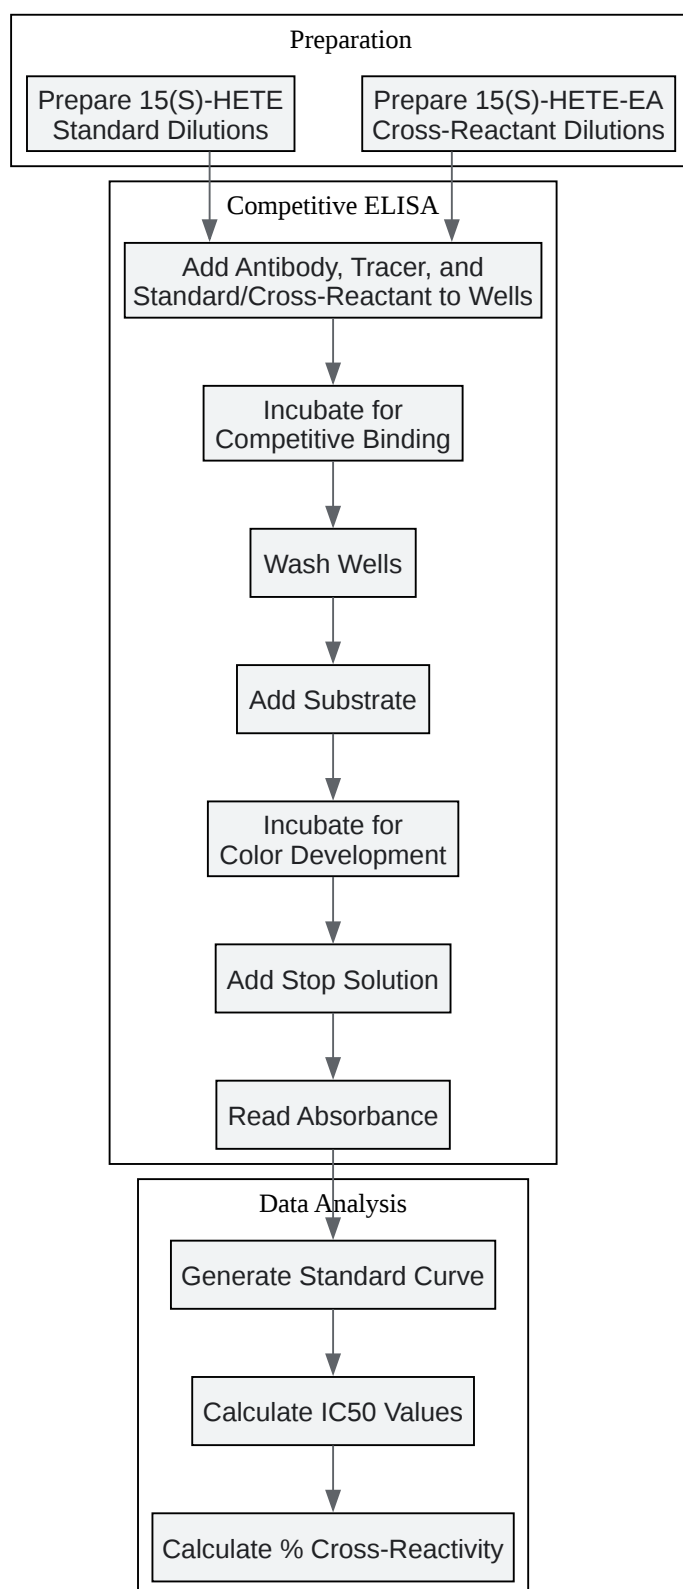 Preparation
Prepare 15(S)-HETE
Standard Dilutions
Prepare 15(S)-HETE-EA
Cross-Reactant Dilutions
Competitive ELISA
Add Antibody, Tracer, and
Standard/Cross-Reactant to Wells
Incubate for
Competitive Binding
Wash Wells
Add Substrate
Incubate for
Color Development
Add Stop Solution
Read Absorbance
Data Analysis
Generate Standard Curve
Calculate IC50 Values
Calculate % Cross-Reactivity